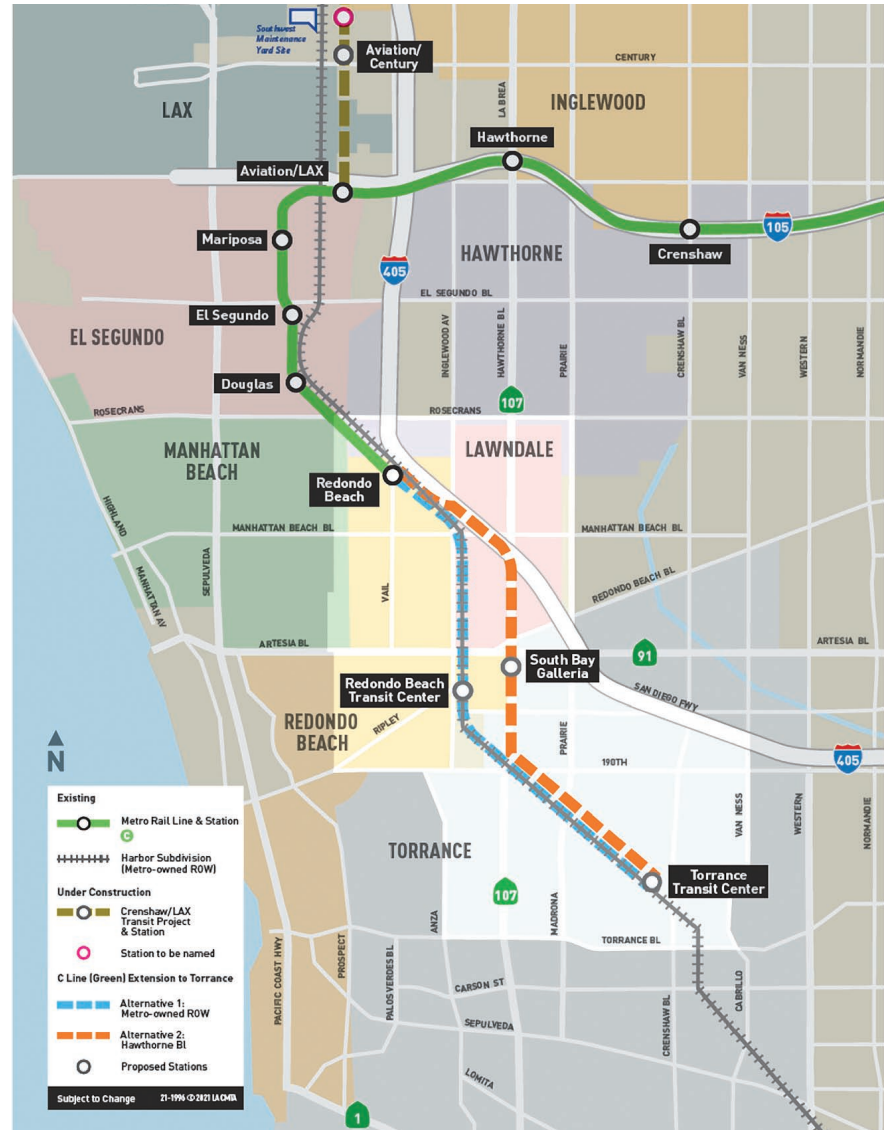 Southwest
Maintenance
Yard Site
Aviation/
Century
CENTURY
LA BREA
INGLEWOOD
LAX
Hawthorne
Aviation/LAX
Mariposa
HAWTHORNE
Crenshaw
105
405
EL SEGUNDO BL
El Segundo
EL SEGUNDO
INGLEWOOD AV
HAWTHORNE BL
PRAIRIE
CRENSHAW BL
VAN NESS
WESTERN
NORMANDIE
Douglas
107
ROSECRANS
ROSECRANS
MANHATTAN
BEACH
LAWNDALE
Redondo
Beach
HIGHLAND
MANHATTAN BEACH BL
MANHATTAN BEACH BL
SEPULVEDA
MANHATTAN AV
VAIL
REDONDO BEACH BL
ARTESIA BL
ARTESIA BL
91
South Bay
Galleria
Redondo Beach
Transit Center
SAN DIEGO FWY
REDONDO
BEACH
RIPLEY
PRAIRIE
190TH
405
N
VAN NESS
WESTERN
NORMANDIE
TORRANCE
Torrance
Transit Center
107
ANZA
MADRONA
TORRANCE BL
PACIFIC COAST HWY
PROSPECT
PALOS VERDES BL
CARSON ST
SEPULVEDA
CRENSHAW BL
CABRILLO
LOMITA
1
Existing
Metro Rail Line & Station
C
Harbor Subdivision
(Metro-owned ROW)
Under Construction
Crenshaw/LAX
Transit Project
& Station
Station to be named
C Line (Green) Extension to Torrance
Alternative 1:
Metro-owned ROW
Alternative 2:
Hawthorne Bl
Proposed Stations
Subject to Change 21-1996 ©2021 LACMTA